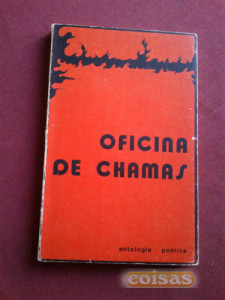 OFICINA
DE CHAMAS
antologia poética
coisas